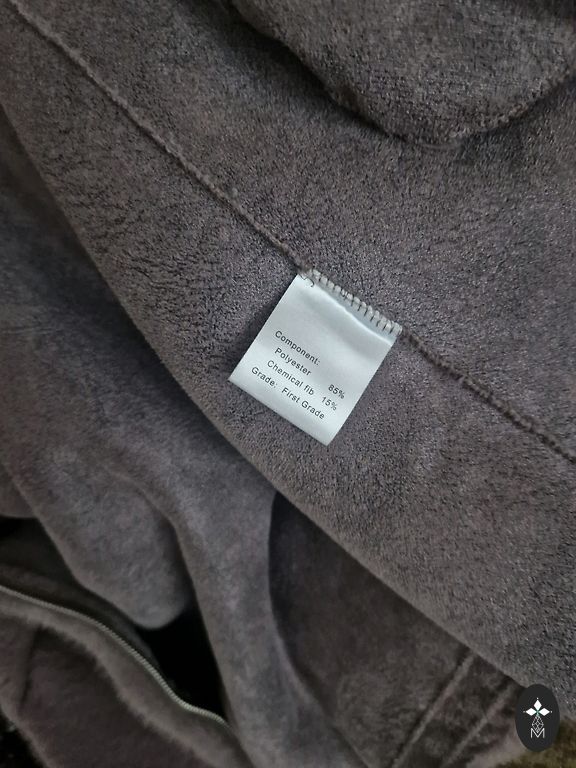 Component:
Polyester 85%
Chemical fib 15%
Grade: First Grade
M